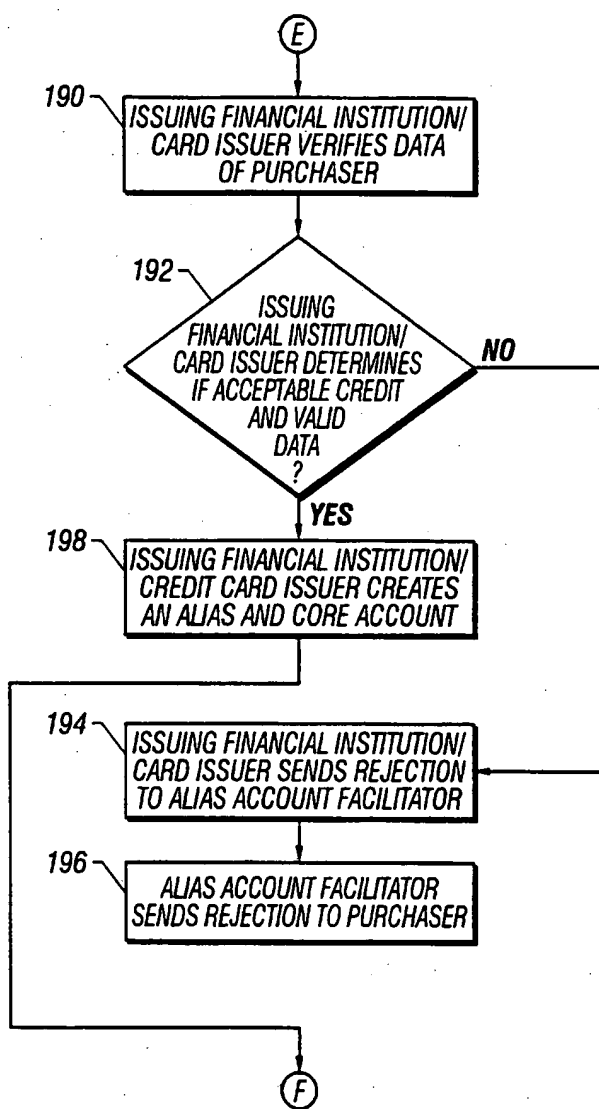 E
190
ISSUING FINANCIAL INSTITUTION/
CARD ISSUER VERIFIES DATA
OF PURCHASER
192
ISSUING
FINANCIAL INSTITUTION/
CARD ISSUER DETERMINES
IF ACCEPTABLE CREDIT
AND VALID
DATA
?
NO
YES
198
ISSUING FINANCIAL INSTITUTION/
CREDIT CARD ISSUER CREATES
AN ALIAS AND CORE ACCOUNT
194
ISSUING FINANCIAL INSTITUTION/
CARD ISSUER SENDS REJECTION
TO ALIAS ACCOUNT FACILITATOR
196
ALIAS ACCOUNT FACILITATOR
SENDS REJECTION TO PURCHASER
F